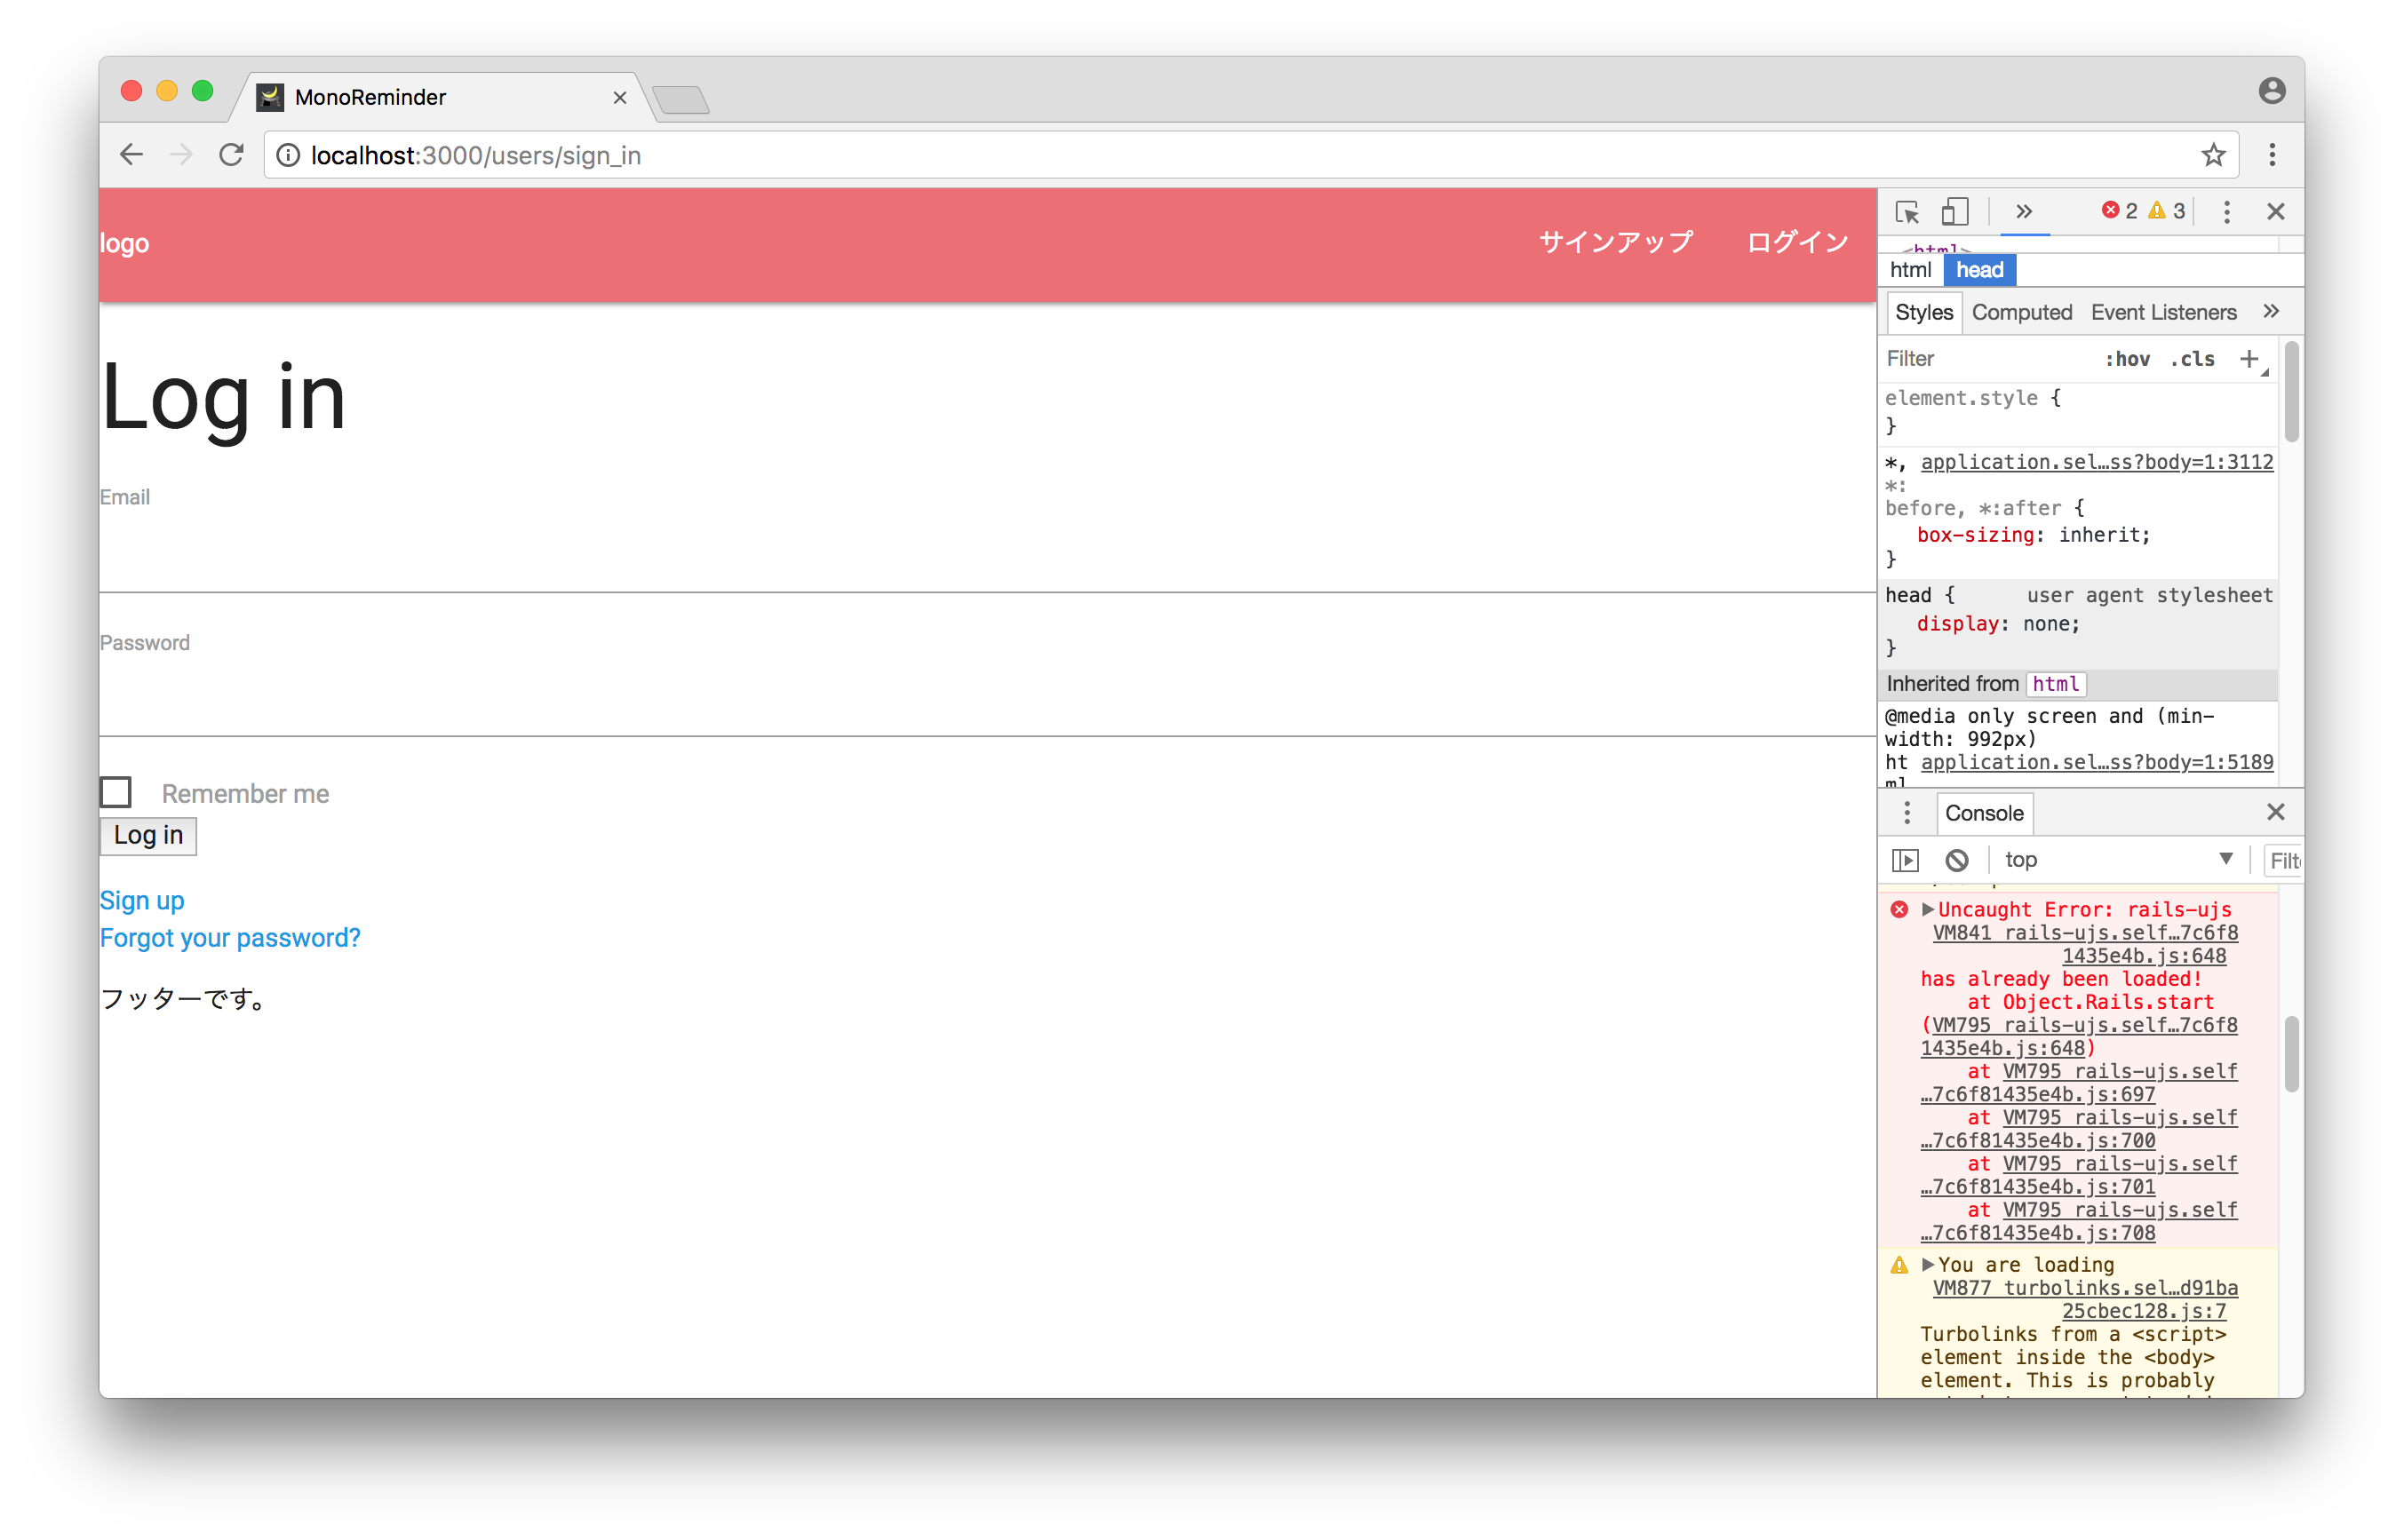 MonoReminder
localhost:3000/users/sign_in
logo
サインアップ
ログイン
Log in
Email
Password
Remember me
Log in
Sign up
Forgot your password?
フッターです。
2
3
<html>
html
head
Styles
Computed
Event Listeners
Filter
:hov
.cls
element.style {
}
*, application.sel…ss?body=1:3112
*:
before, *:after {
box-sizing: inherit;
}
head { user agent stylesheet
display: none;
}
Inherited from html
@media only screen and (min-
width: 992px)
ht application.sel…ss?body=1:5189
ml
Console
top
Uncaught Error: rails-ujs
VM841 rails-ujs.self…7c6f8
1435e4b.js:648
has already been loaded!
at Object.Rails.start
(VM795 rails-ujs.self…7c6f8
1435e4b.js:648)
at VM795 rails-ujs.self
…7c6f81435e4b.js:697
at VM795 rails-ujs.self
…7c6f81435e4b.js:700
at VM795 rails-ujs.self
…7c6f81435e4b.js:701
at VM795 rails-ujs.self
…7c6f81435e4b.js:708
You are loading
VM877 turbolinks.sel…d91ba
25cbec128.js:7
Turbolinks from a <script>
element inside the <body>
element. This is probably